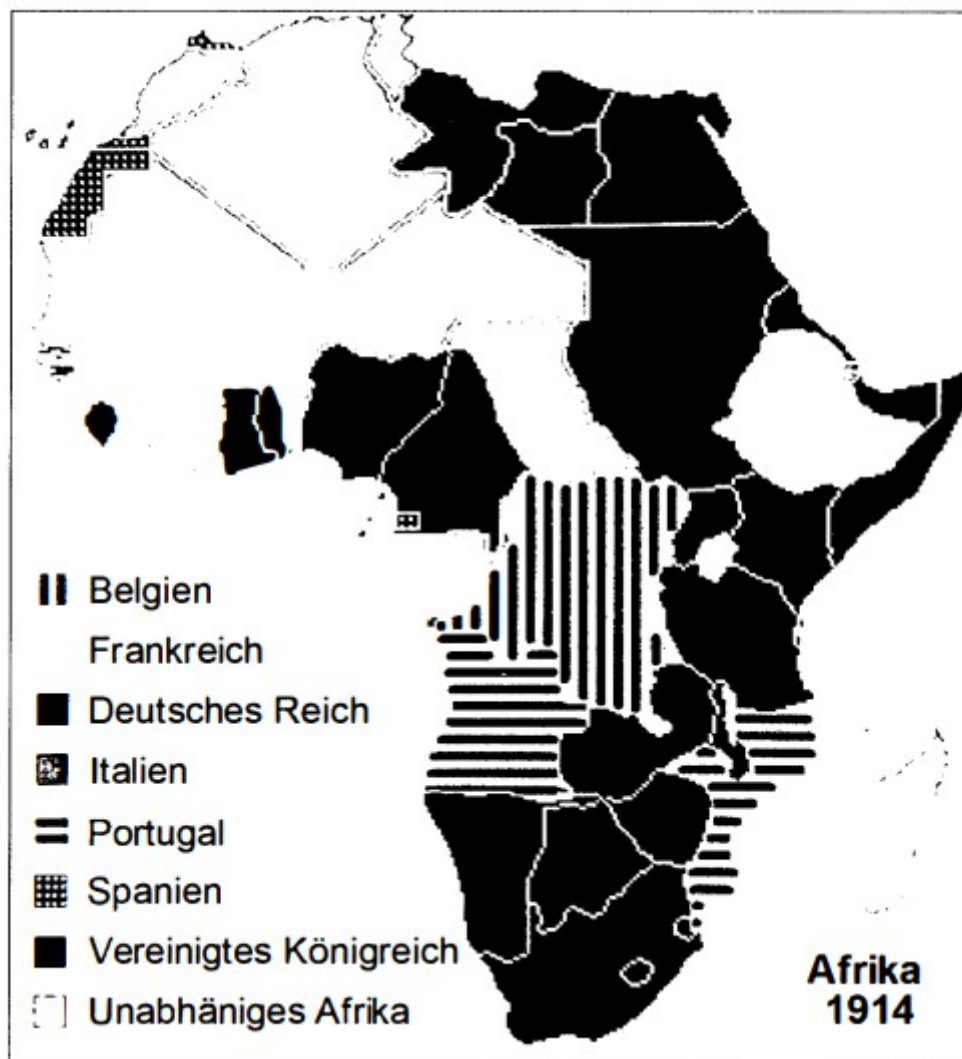 Belgien
Frankreich
Deutsches Reich
Italien
Portugal
Spanien
Vereinigtes Königreich
Unabhäniges Afrika
Afrika
1914